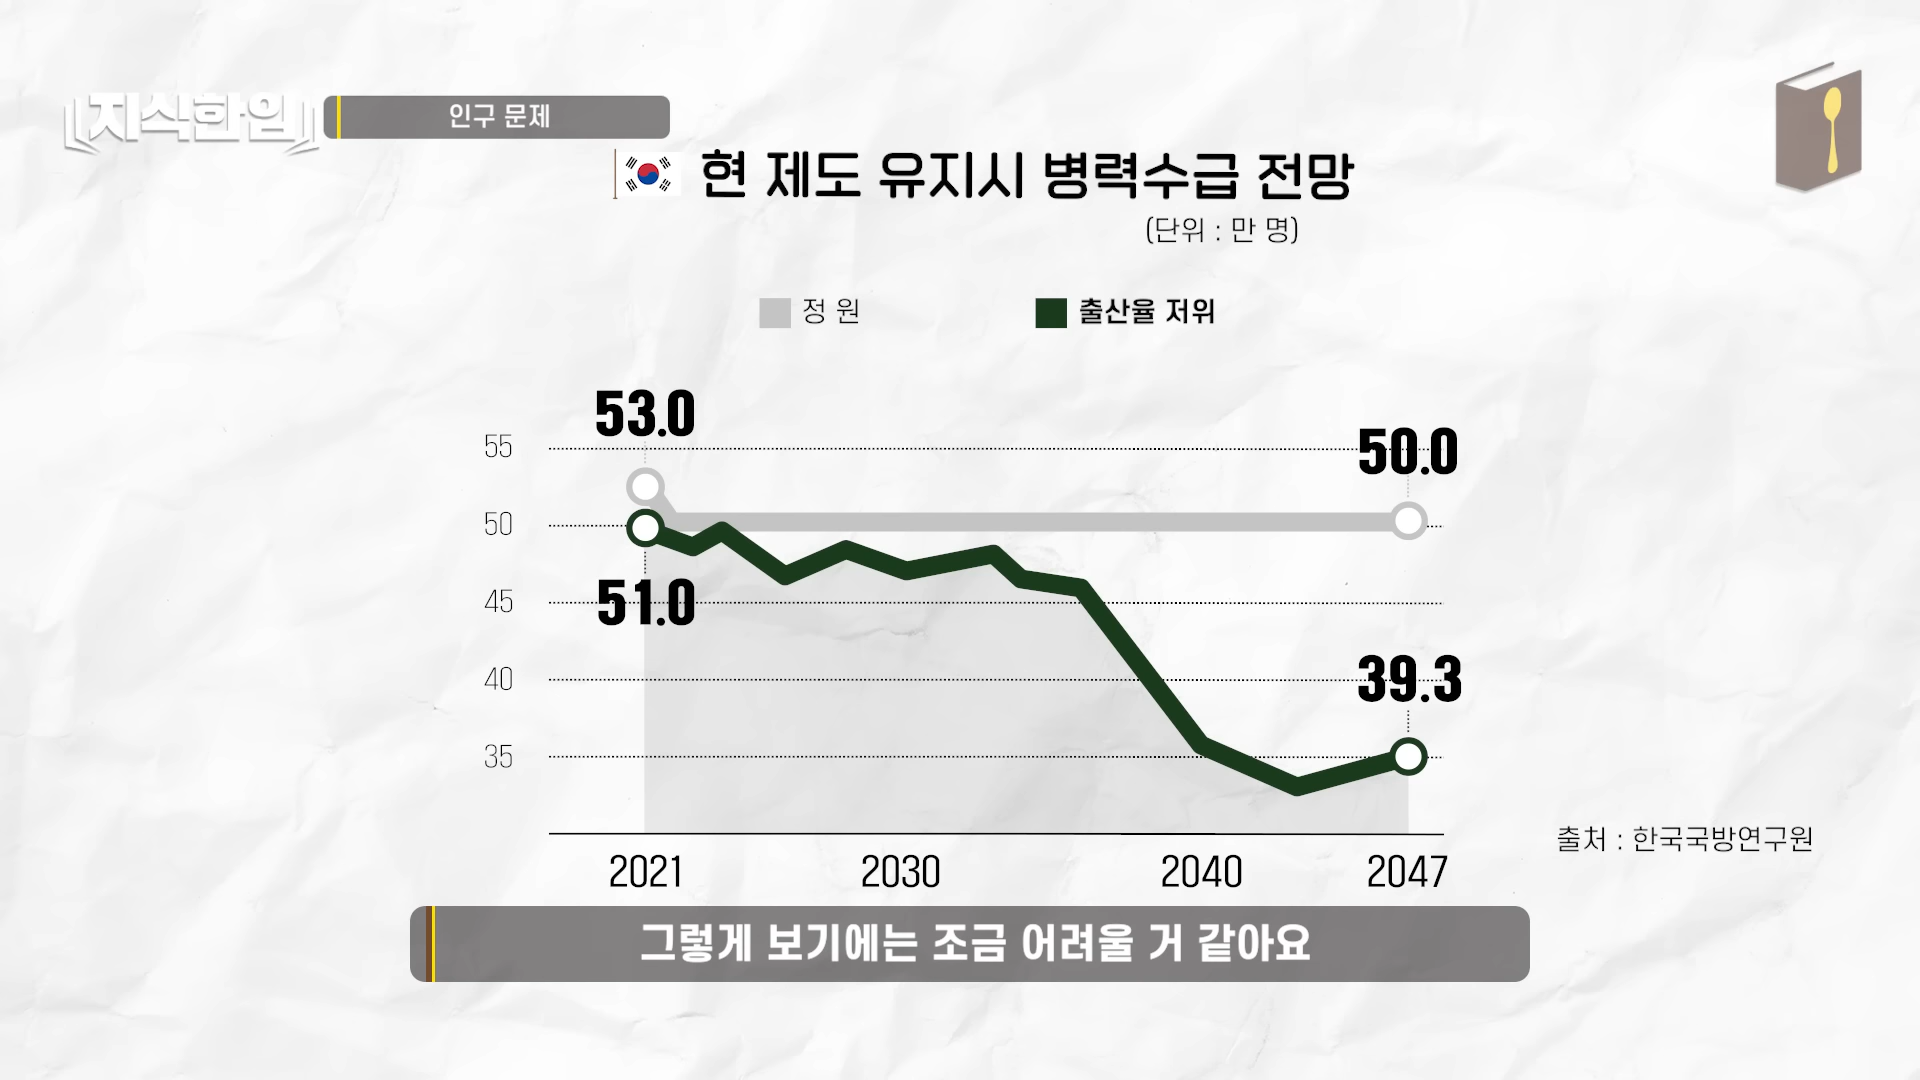 지식한입
인구 문제
현 제도 유지시 병력수급 전망
(단위 : 만 명)
정 원
출산율 저위
53.0
50.0
55
50
45
40
35
51.0
39.3
2021
2030
2040
2047
출처 : 한국국방연구원
그렇게 보기에는 조금 어려울 거 같아요